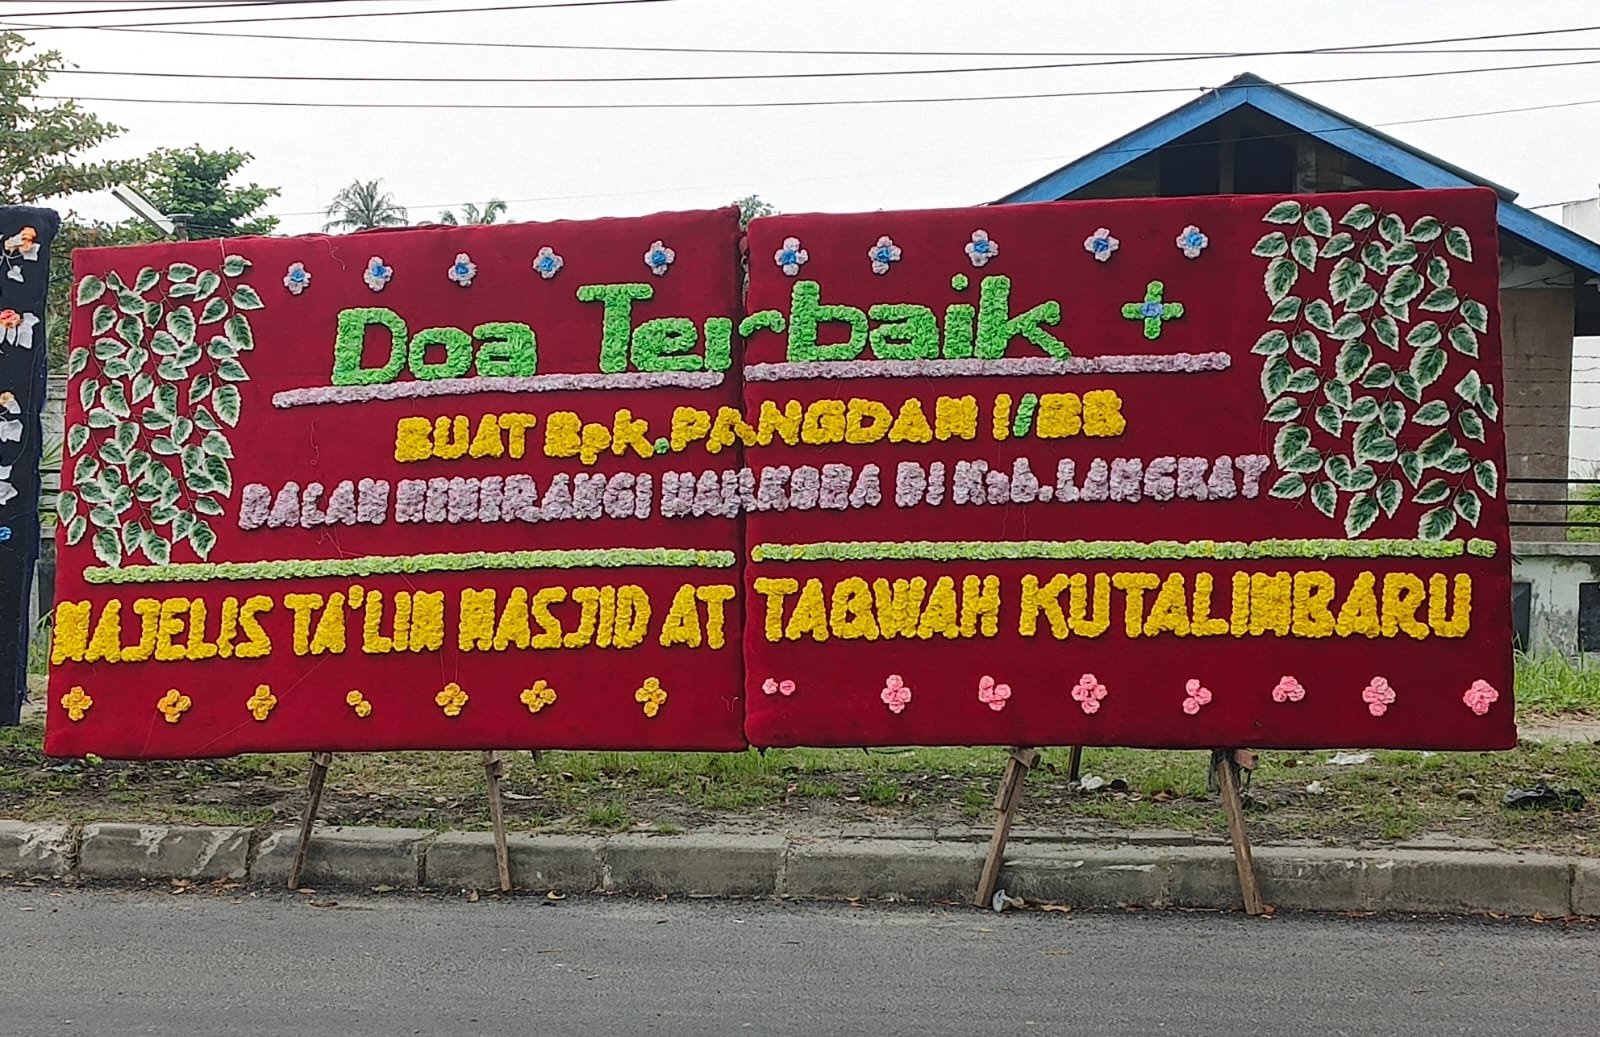 Doa Terbaik +
BUAT Bpk.PANGDAM I/BB
DALAM MEMERANGI NARKOBA DI KAB.LANGKAT
MAJELIS TA'LIM MASJID AT TAQWAH KUTALIMBARU